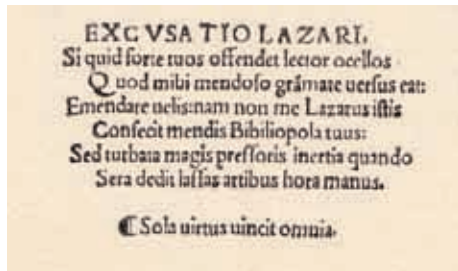 EXCVSATIO LAZARI.
Si quid forte tuos offendet lector ocellos
Quod mihi mendoso grãmate uersus eat:
Emendare uelis: nam non me Lazarus istis
Confecit mendis Bibiliopola tuus:
Sed turbata magis pressoris inertia quando
Sera dedit lassas artibus hora manus.
¶ Sola uirtus uincit omnia.